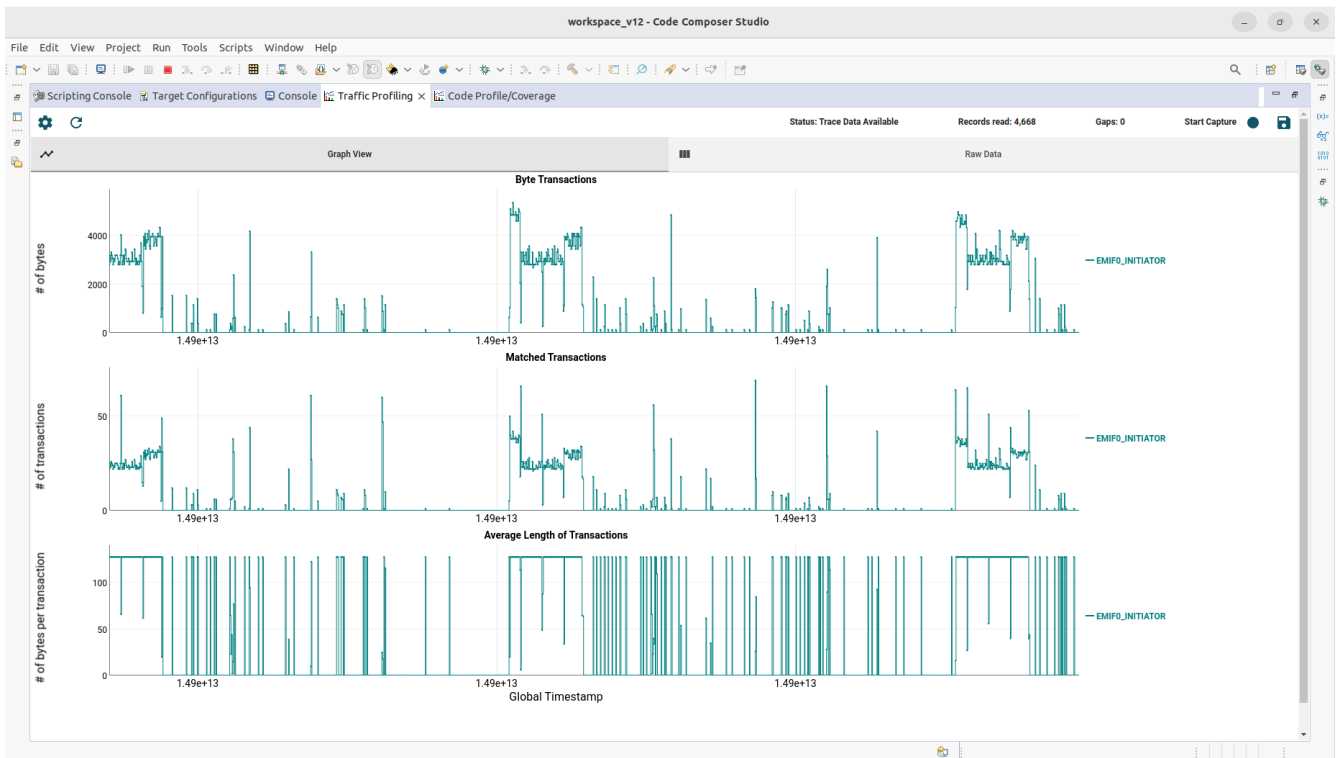 workspace_v12 - Code Composer Studio
File Edit View Project Run Tools Scripts Window Help
Scripting Console Target Configurations Console Traffic Profiling Code Profile/Coverage
Status: Trace Data Available Records read: 4,668 Gaps: 0 Start Capture
Graph View Raw Data
Byte Transactions
# of bytes
4000
2000
0
1.49e+13 1.49e+13 1.49e+13
EMIF0_INITIATOR
Matched Transactions
# of transactions
50
0
1.49e+13 1.49e+13 1.49e+13
EMIF0_INITIATOR
Average Length of Transactions
# of bytes per transaction
100
50
0
1.49e+13 1.49e+13 1.49e+13
EMIF0_INITIATOR
Global Timestamp